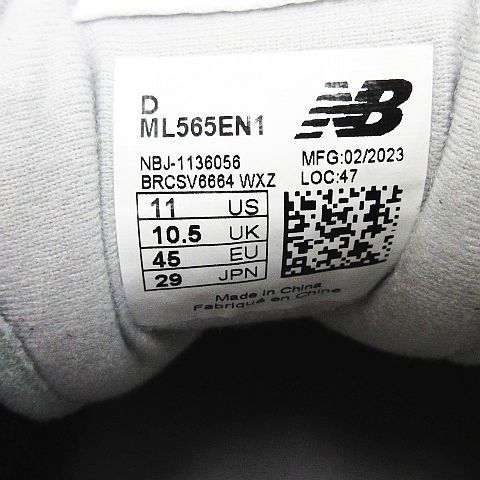 D
ML565EN1
NB
NBJ-1136056
BRCSV6664 WXZ
MFG:02/2023
LOC:47
11 US
10.5 UK
45 EU
29 JPN
Made in China
Fabriqué en Chine